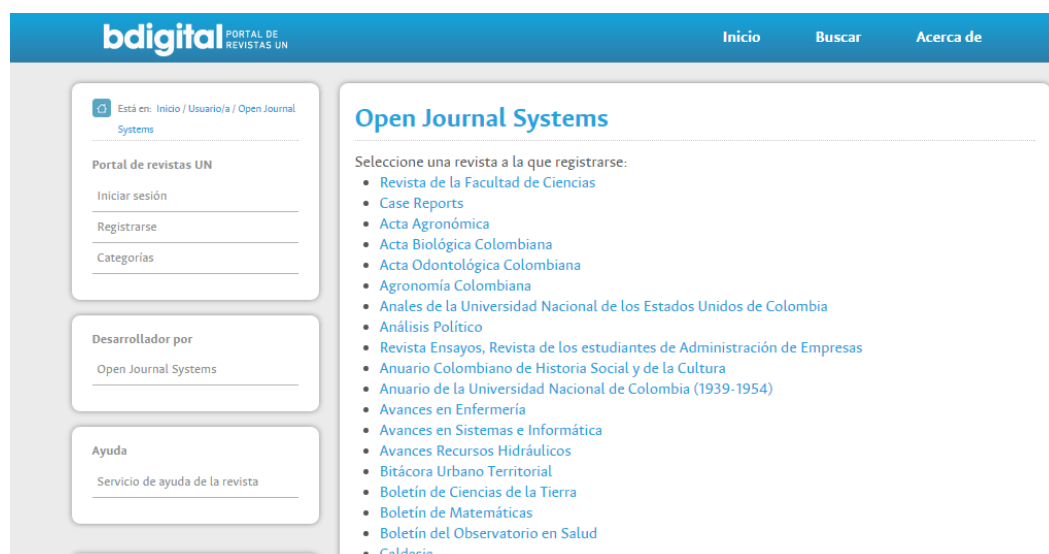 bdigital PORTAL DE
REVISTAS UN
Inicio Buscar Acerca de
Está en: Inicio / Usuario/a / Open Journal
Systems
Portal de revistas UN
Iniciar sesión
Registrarse
Categorías
Desarrollador por
Open Journal Systems
Ayuda
Servicio de ayuda de la revista
Open Journal Systems
Seleccione una revista a la que registrarse:
Revista de la Facultad de Ciencias
Case Reports
Acta Agronómica
Acta Biológica Colombiana
Acta Odontológica Colombiana
Agronomía Colombiana
Anales de la Universidad Nacional de los Estados Unidos de Colombia
Análisis Político
Revista Ensayos, Revista de los estudiantes de Administración de Empresas
Anuario Colombiano de Historia Social y de la Cultura
Anuario de la Universidad Nacional de Colombia (1939-1954)
Avances en Enfermería
Avances en Sistemas e Informática
Avances Recursos Hidráulicos
Bitácora Urbano Territorial
Boletín de Ciencias de la Tierra
Boletín de Matemáticas
Boletín del Observatorio en Salud